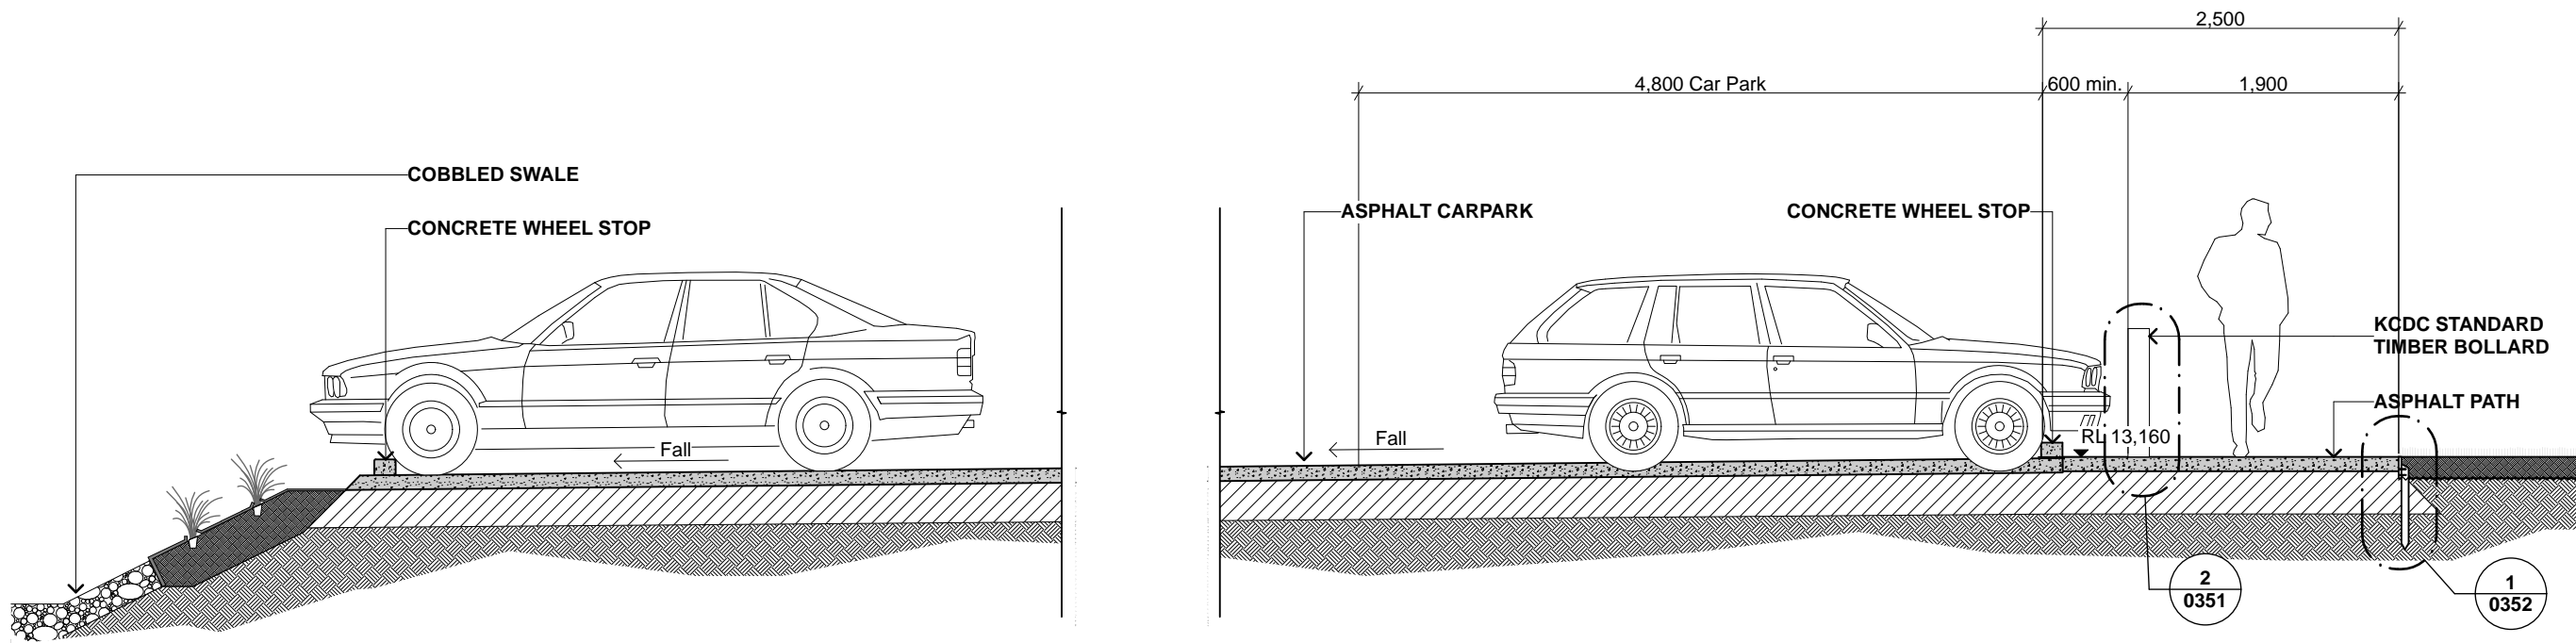 2,500
4,800 Car Park
600 min.
1,900
COBBLED SWALE
ASPHALT CARPARK
CONCRETE WHEEL STOP
CONCRETE WHEEL STOP
KCDC STANDARD
TIMBER BOLLARD
ASPHALT PATH
Fall
Fall
RL 13,160
2
0351
1
0352